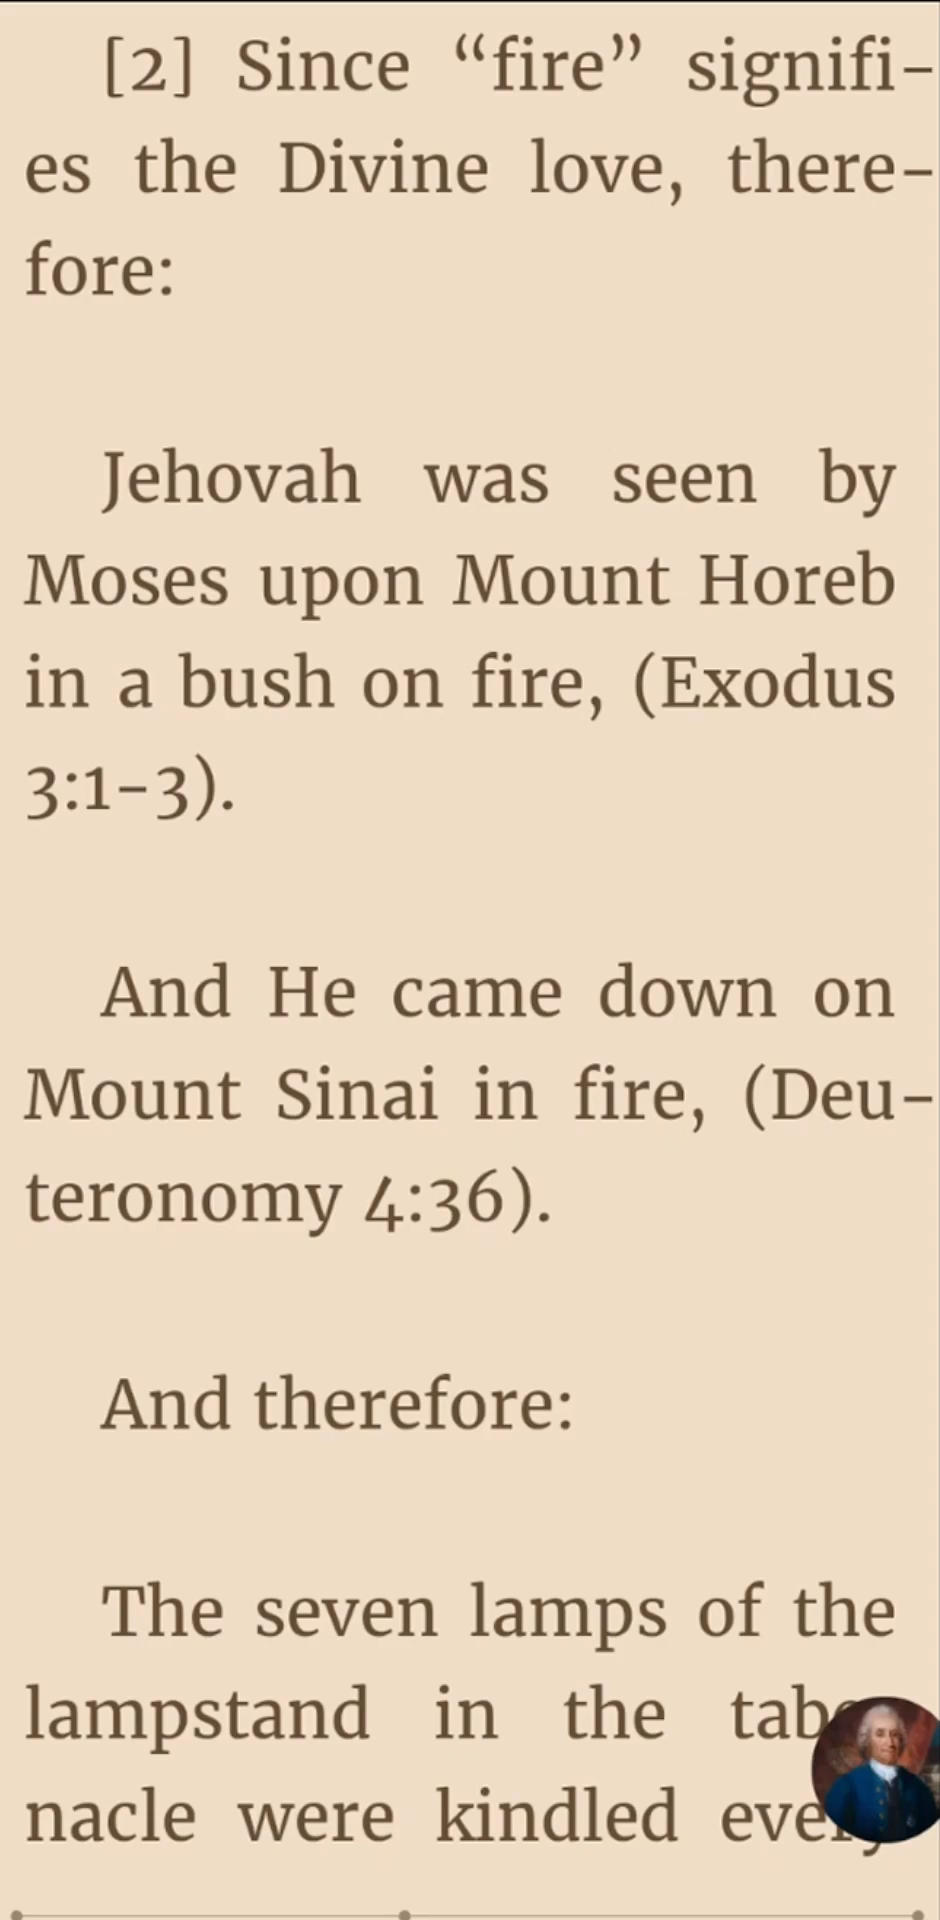 [2] Since “fire” signifi-
es the Divine love, there-
fore:
Jehovah was seen by
Moses upon Mount Horeb
in a bush on fire, (Exodus
3:1-3).
And He came down on
Mount Sinai in fire, (Deu-
teronomy 4:36).
And therefore:
The seven lamps of the
lampstand in the
nacle were kindled every